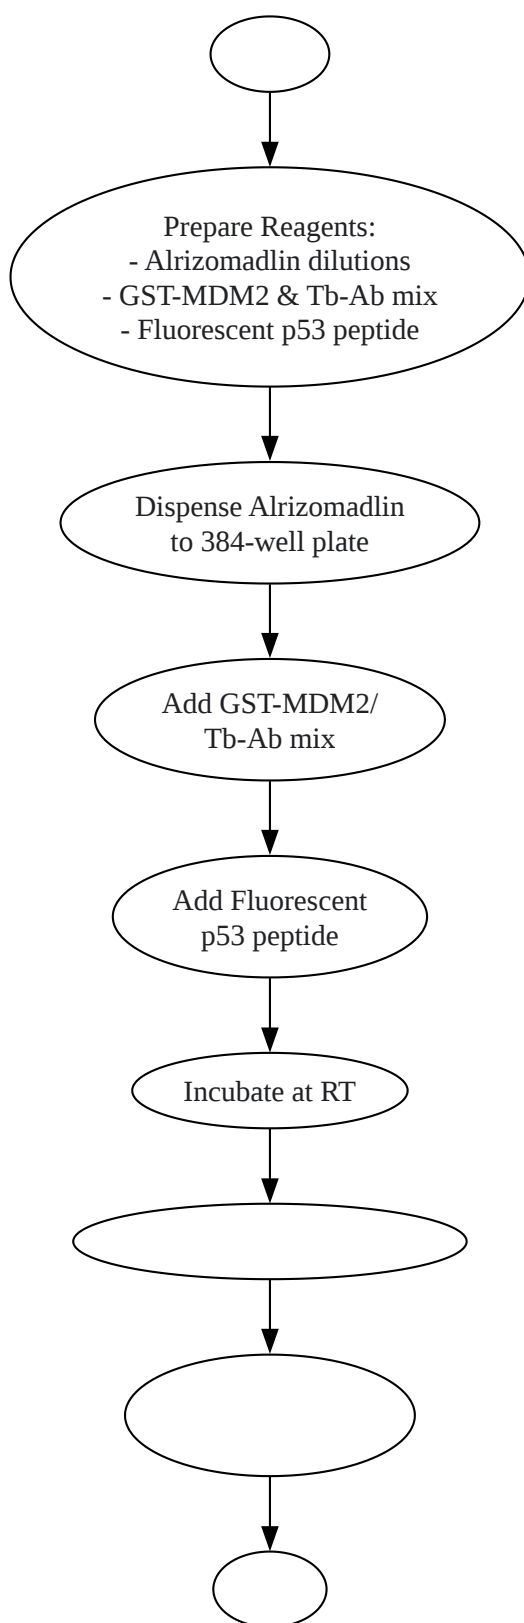 Prepare Reagents:
- Alrizomadlin dilutions
- GST-MDM2 & Tb-Ab mix
- Fluorescent p53 peptide
Dispense Alrizomadlin
to 384-well plate
Add GST-MDM2/
Tb-Ab mix
Add Fluorescent
p53 peptide
Incubate at RT